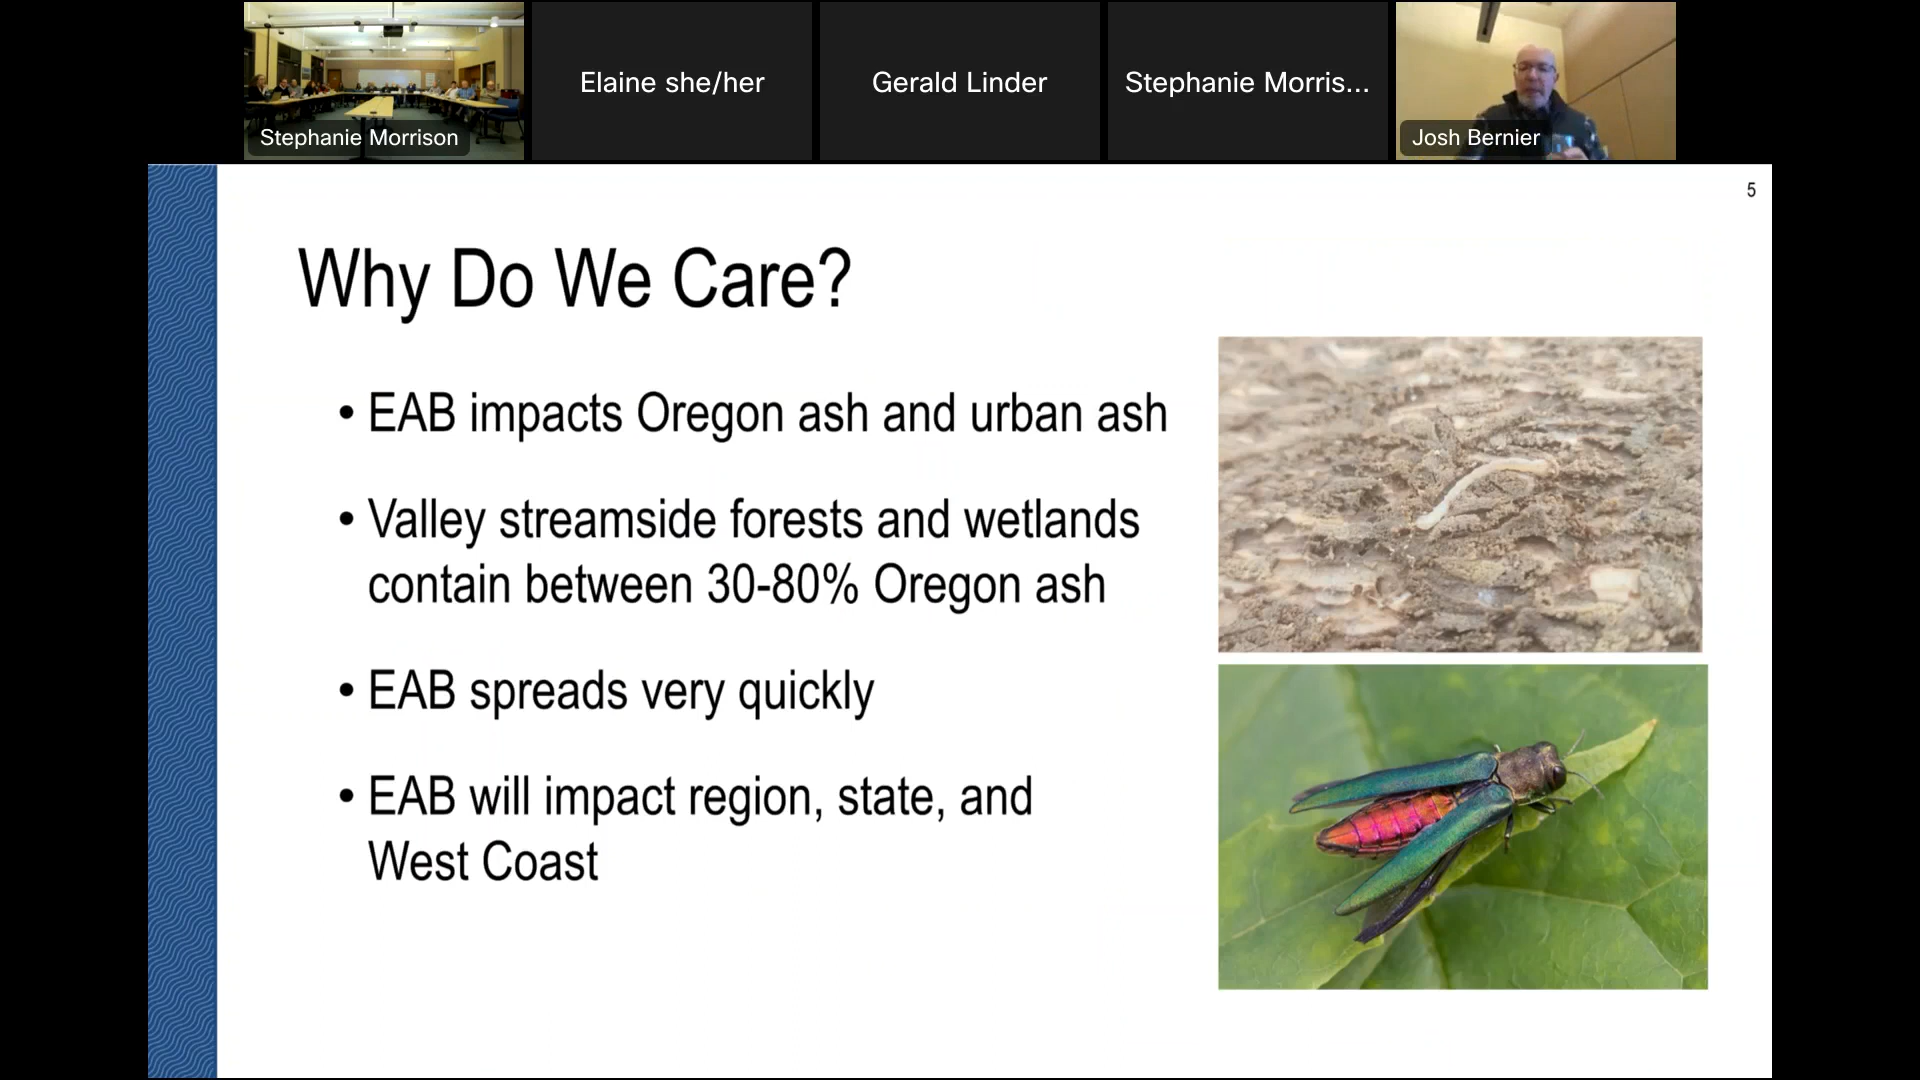 Stephanie Morrison
Elaine she/her
Gerald Linder
Stephanie Morris...
Josh Bernier
5
Why Do We Care?
• EAB impacts Oregon ash and urban ash
• Valley streamside forests and wetlands
contain between 30-80% Oregon ash
• EAB spreads very quickly
• EAB will impact region, state, and
West Coast